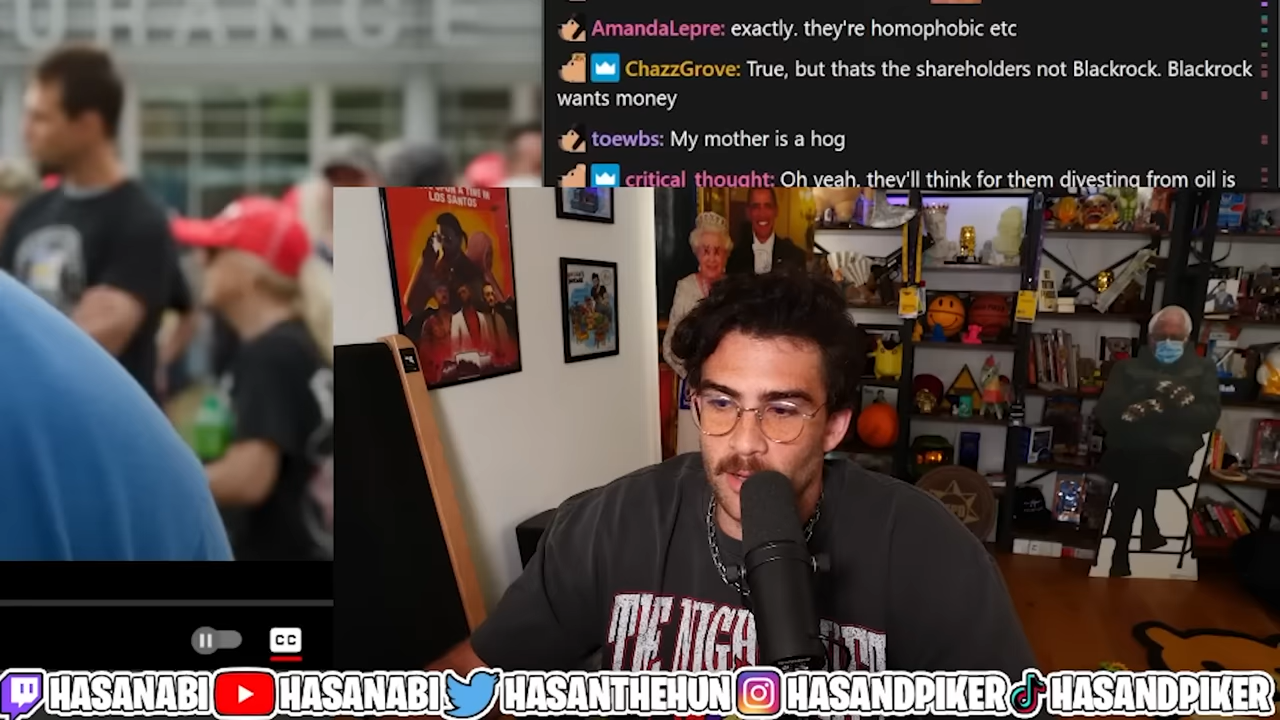 URANCE
AmandaLepre: exactly. they're homophobic etc
ChazzGrove: True, but thats the shareholders not Blackrock. Blackrock
wants money
toewbs: My mother is a hog
critical_thought: Oh yeah, they'll think for them divesting from oil is
LOS SANTOS
CC
HASANABI HASANABI HASANTHEHUN HASANDPIKER HASANDPIKER